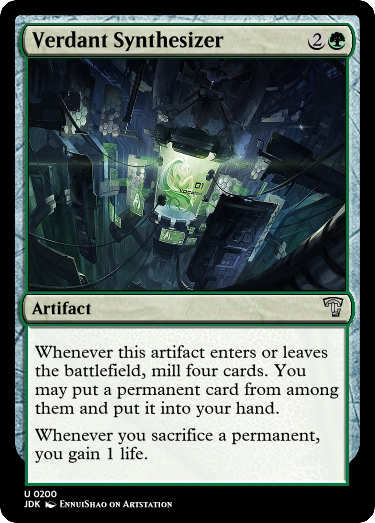 Verdant Synthesizer 2
01
Artifact
Whenever this artifact enters or leaves
the battlefield, mill four cards. You
may put a permanent card from among
them and put it into your hand.
Whenever you sacrifice a permanent,
you gain 1 life.
U 0200
JDK EnnuiShao on Artstation